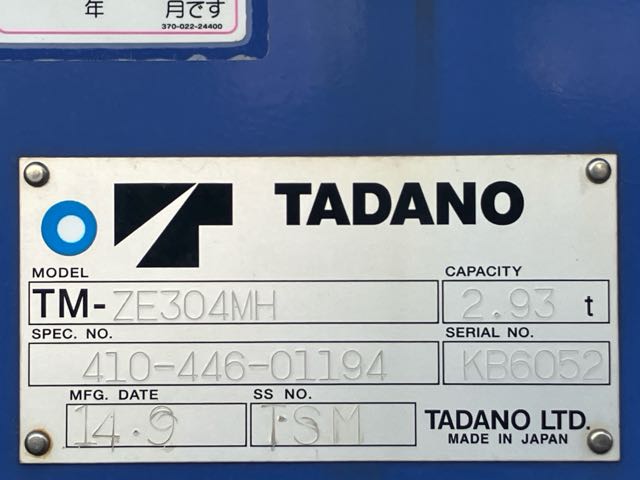 年 月です
370-022-24400
TADANO
MODEL
TM-ZE304MH
CAPACITY
2.93 t
SPEC. NO.
410-446-01194
SERIAL NO.
KB6052
MFG. DATE
14.9
SS NO.
TSM
TADANO LTD.
MADE IN JAPAN